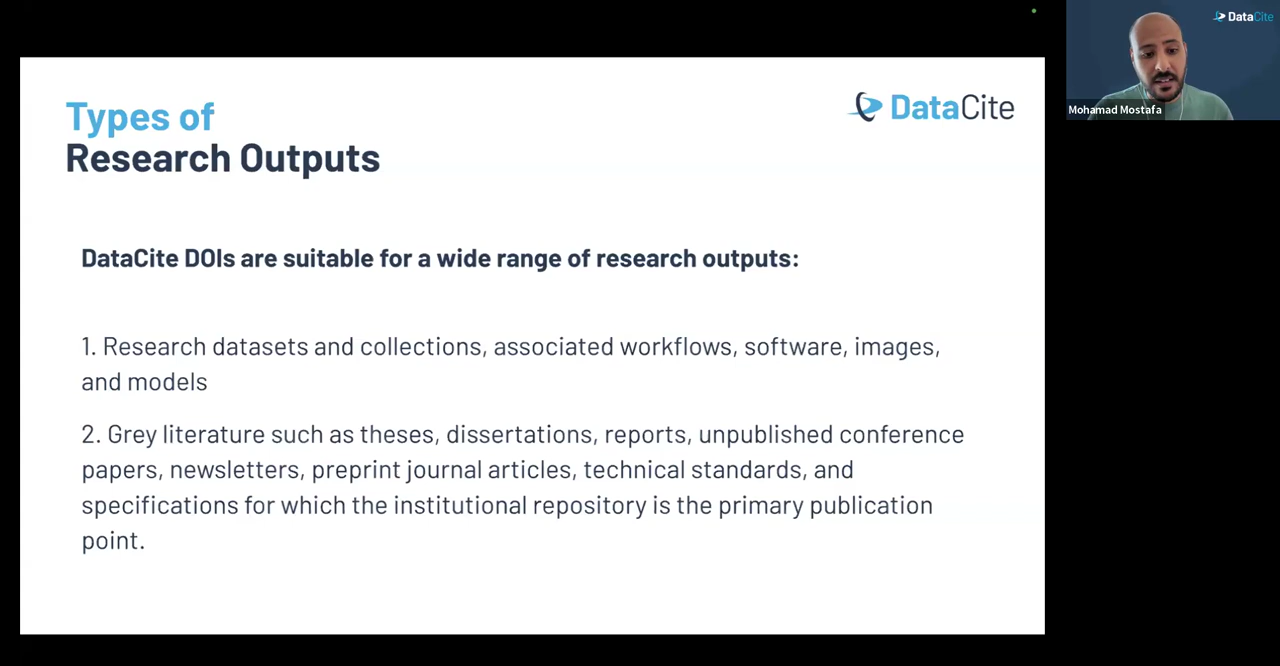 Types of
Research Outputs
DataCite
DataCite DOIs are suitable for a wide range of research outputs:
1. Research datasets and collections, associated workflows, software, images,
and models
2. Grey literature such as theses, dissertations, reports, unpublished conference
papers, newsletters, preprint journal articles, technical standards, and
specifications for which the institutional repository is the primary publication
point.
DataCite
Mohamad Mostafa